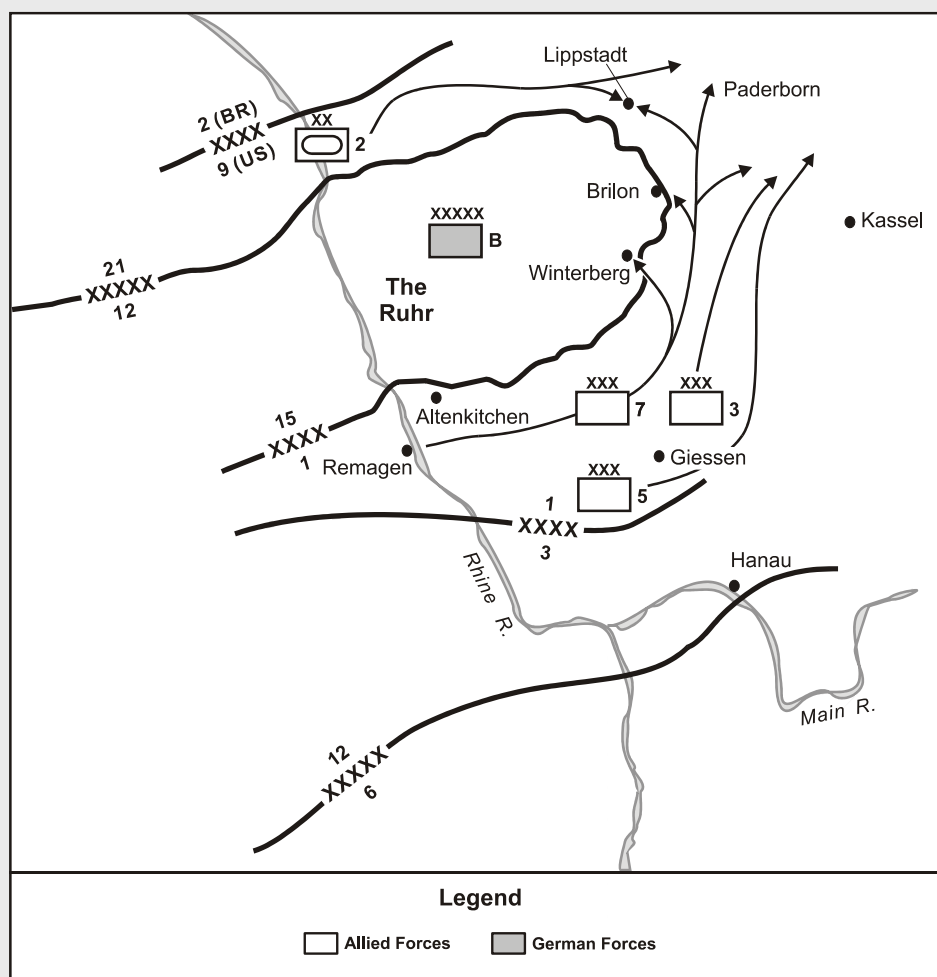 Lippstadt
Paderborn
2 (BR)
XXXX
9 (US)
XX
2
Brilon
XXXXX
B
Kassel
Winterberg
21
XXXXX
12
The
Ruhr
XXX
7
XXX
3
Altenkitchen
15
XXXX
1
Remagen
Giessen
XXX
5
1
XXXX
3
Hanau
Rhine R.
Main R.
12
XXXXX
6
Legend
Allied Forces
German Forces